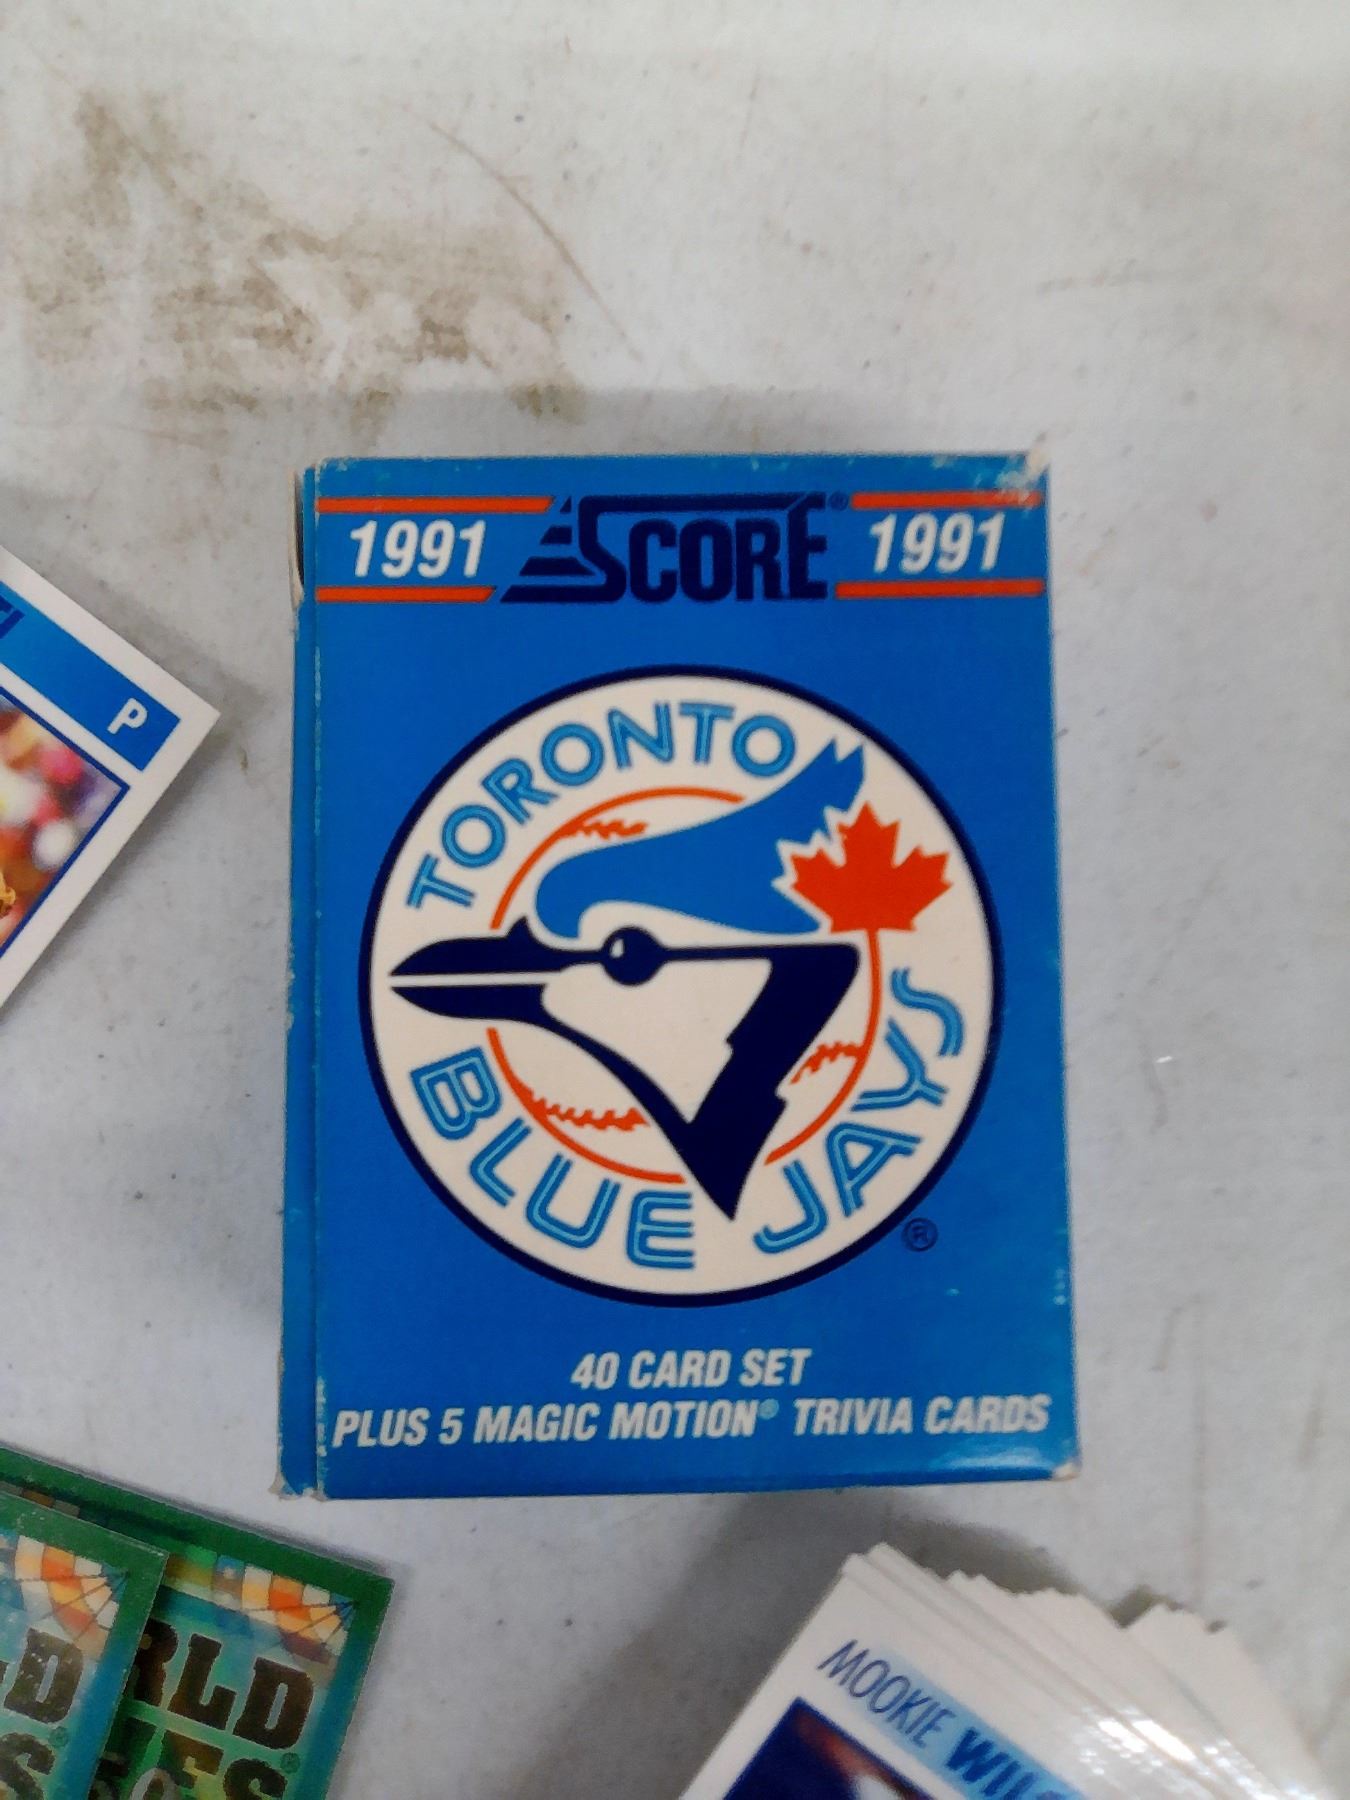 1991 SCORE® 1991
TORONTO
BLUE JAYS
®
40 CARD SET
PLUS 5 MAGIC MOTION® TRIVIA CARDS
P
MOOKIE